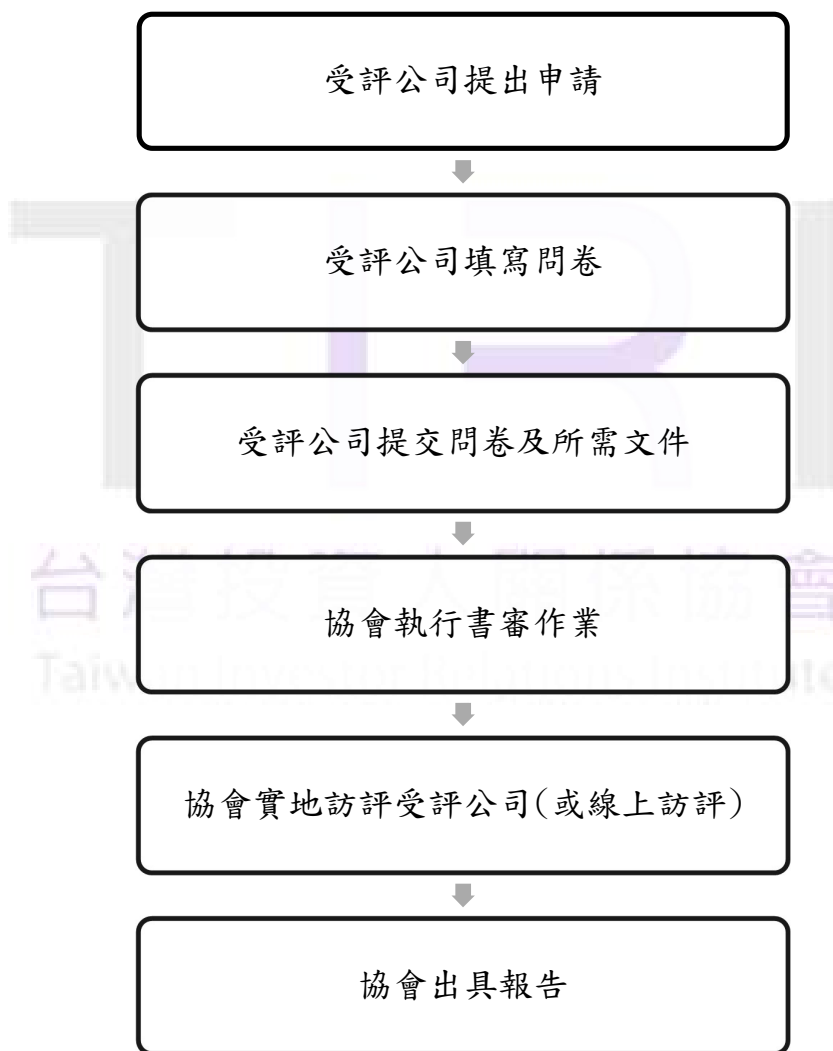 受評公司提出申請
受評公司填寫問卷
受評公司提交問卷及所需文件
台灣投資人關係協會
協會執行書審作業
Taiwan Investor Relations Institute
協會實地訪評受評公司(或線上訪評)
協會出具報告